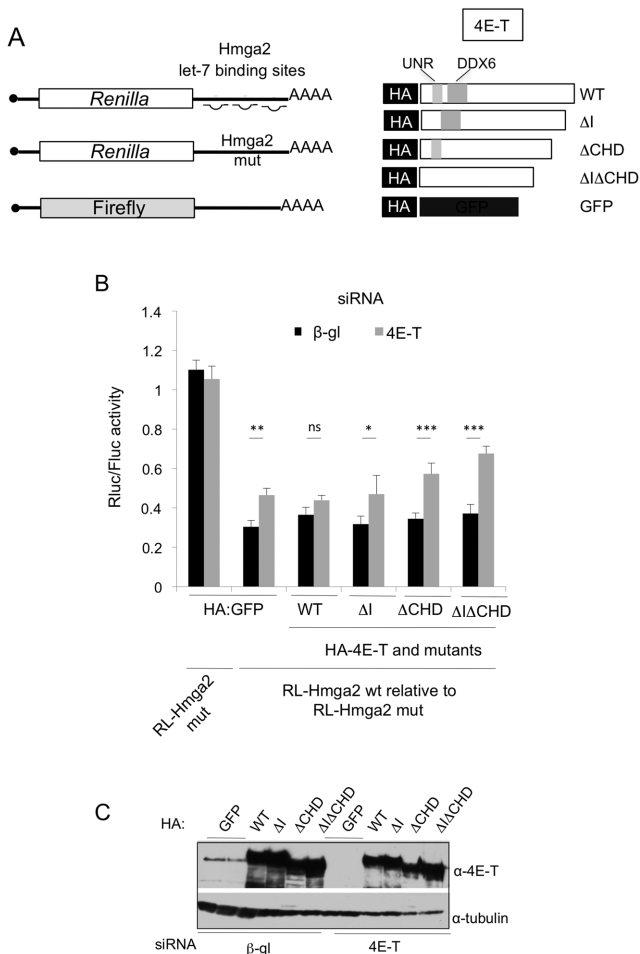 A
4E-T
Hmga2
let-7 binding sites
Renilla
AAAA
Hmga2
mut
Renilla
AAAA
Firefly
AAAA
UNR
DDX6
HA
WT
HA
ΔI
HA
ΔCHD
HA
ΔIΔCHD
HA
GFP
GFP
B
siRNA
β-gl
4E-T
Rluc/Fluc activity
1.4
1.2
1
0.8
0.6
0.4
0.2
0
**
ns
*
***
***
HA:GFP
WT
ΔI
ΔCHD
ΔIΔCHD
HA-4E-T and mutants
RL-Hmga2
mut
RL-Hmga2 wt relative to
RL-Hmga2 mut
C
HA:
GFP
WT
ΔI
ΔCHD
ΔIΔCHD
GFP
WT
ΔI
ΔCHD
ΔIΔCHD
α-4E-T
α-tubulin
siRNA
β-gl
4E-T